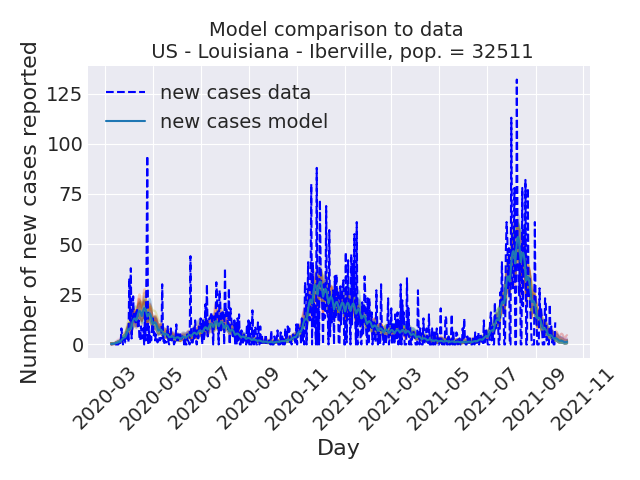 Model comparison to data
US - Louisiana - Iberville, pop. = 32511
Number of new cases reported
125
100
75
50
25
0
new cases data
new cases model
2020-03
2020-05
2020-07
2020-09
2020-11
2021-01
2021-03
2021-05
2021-07
2021-09
2021-11
Day